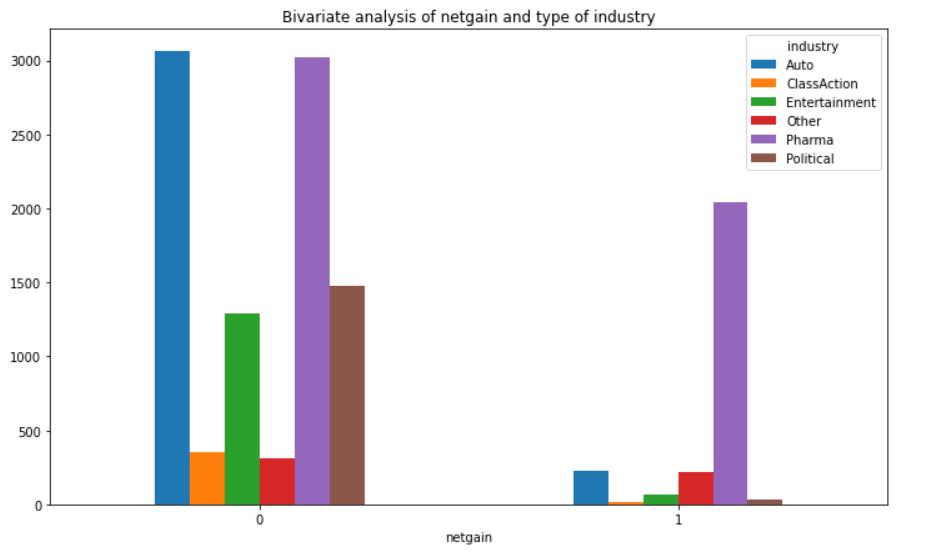 Bivariate analysis of netgain and type of industry
industry
Auto
ClassAction
Entertainment
Other
Pharma
Political
3000
2500
2000
1500
1000
500
0
0
1
netgain